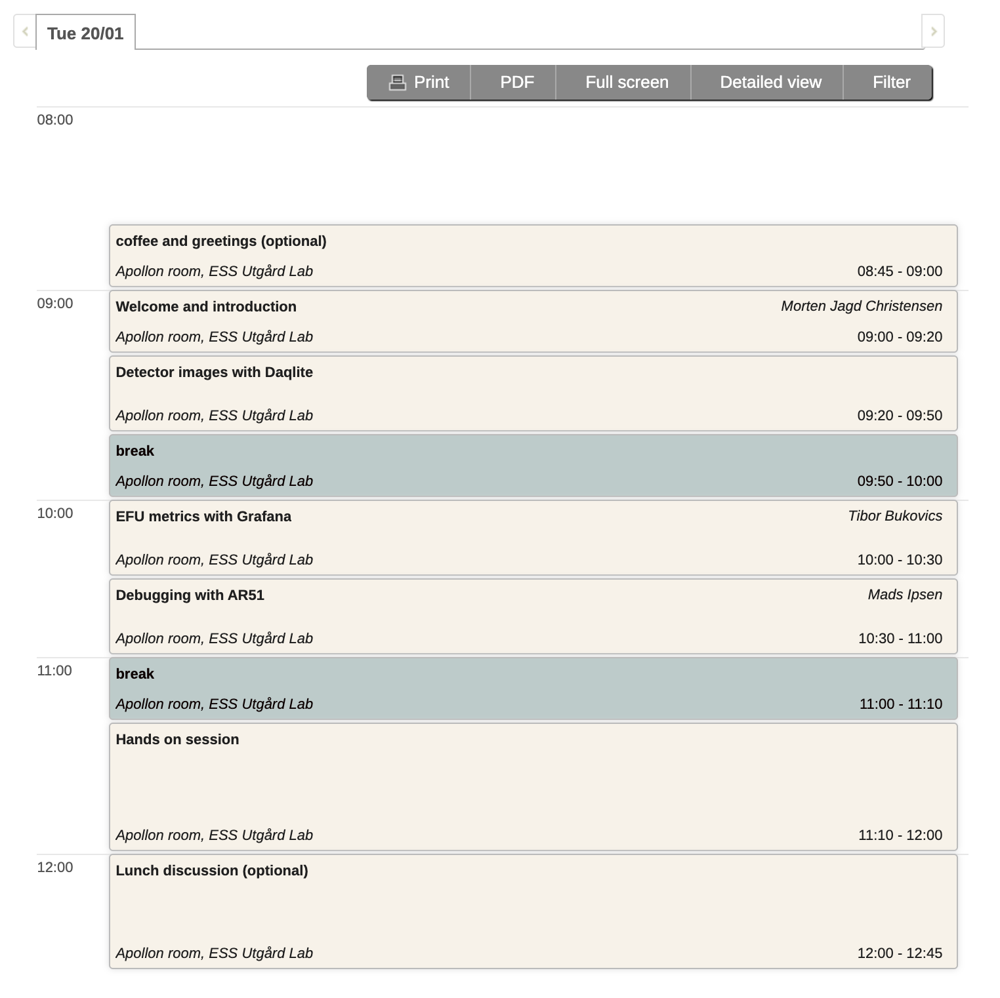 Tue 20/01
Print PDF Full screen Detailed view Filter
08:00
coffee and greetings (optional)
Apollon room, ESS Utgård Lab 08:45 - 09:00
09:00
Welcome and introduction Morten Jagd Christensen
Apollon room, ESS Utgård Lab 09:00 - 09:20
Detector images with Daqlite
Apollon room, ESS Utgård Lab 09:20 - 09:50
break
Apollon room, ESS Utgård Lab 09:50 - 10:00
10:00
EFU metrics with Grafana Tibor Bukovics
Apollon room, ESS Utgård Lab 10:00 - 10:30
Debugging with AR51 Mads Ipsen
Apollon room, ESS Utgård Lab 10:30 - 11:00
11:00
break
Apollon room, ESS Utgård Lab 11:00 - 11:10
Hands on session
Apollon room, ESS Utgård Lab 11:10 - 12:00
12:00
Lunch discussion (optional)
Apollon room, ESS Utgård Lab 12:00 - 12:45